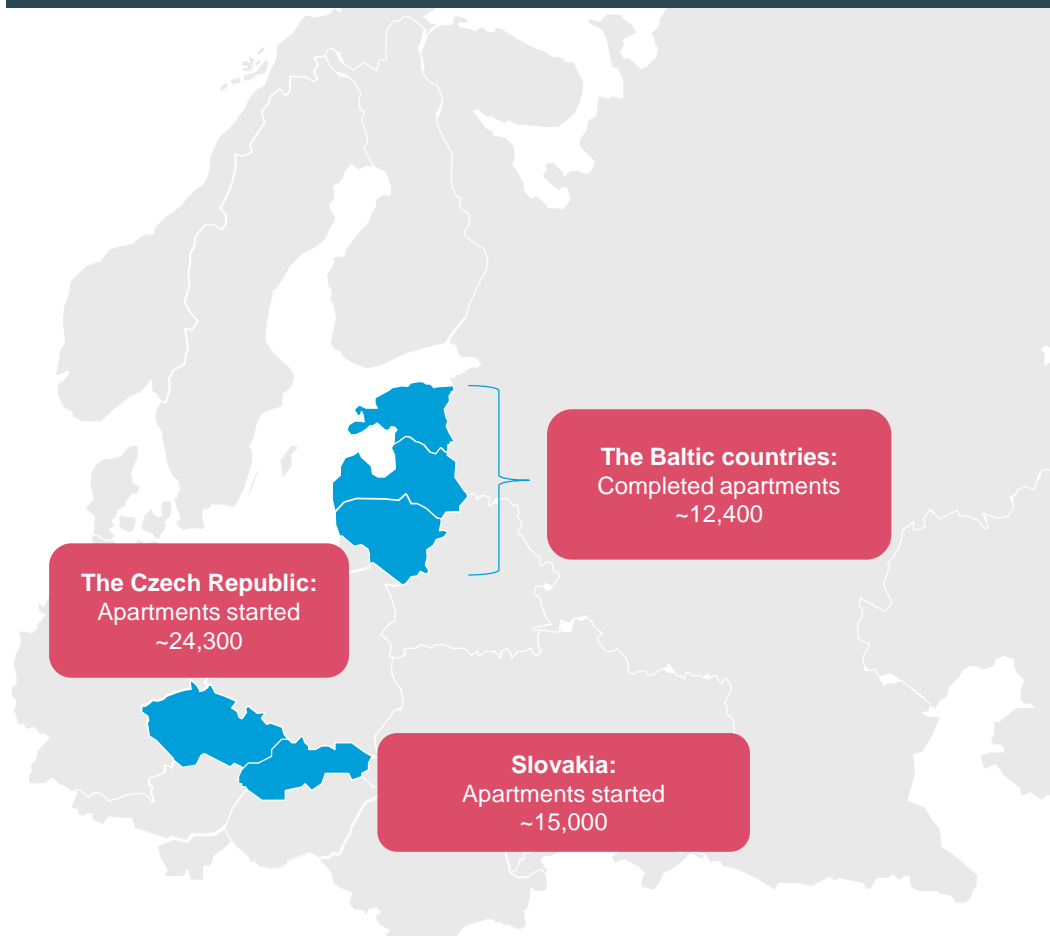 The Baltic countries:
Completed apartments
~12,400
The Czech Republic:
Apartments started
~24,300
Slovakia:
Apartments started
~15,000